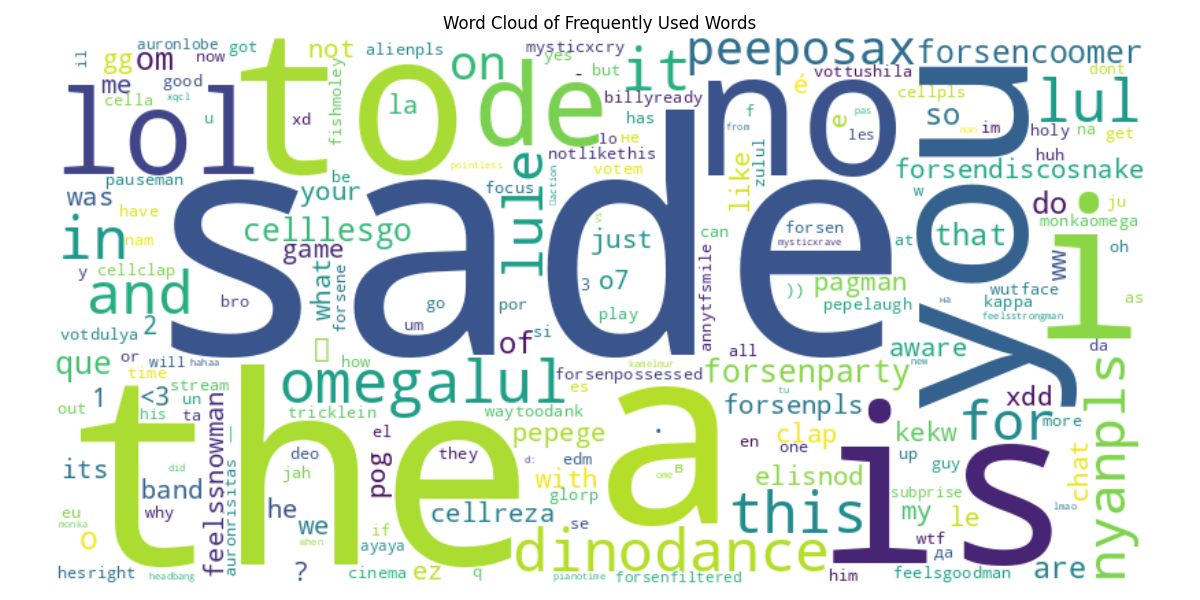 Word Cloud of Frequently Used Words
il
gg
om
auronlobe
now
got
not
alienpls
on
mysticxcry
yes
-
but
it
peeposax
forsencoomer
me
good
xqcl
cella
u
xd
fishmoley
to
la
de
billyready
has
vottushila
é
cellpls
dont
lul
lol
no
you
f
from
e
pas
les
so
man
im
holy
na
get
huh
pointless
lo
не
notlikethis
votem
like
zulul
forsendiscosnake
pauseman
was
have
be
your
focus
lule
action
w
do
ju
monkaomega
in
nam
celllesgo
game
sade
just
vs
can
forsen
mysticxrave
at
that
oh
i
y
cellclap
and
what
forsene
3
o7
annytfsmile
))
pagman
pepelaugh
ww
wutface
kappa
на
as
feelsstrongman
bro
go
um
por
play
votdulya
2
of
si
all
aware
da
que
or
will
hahaa
how
omegalul
kamelmur
forsenpossessed
forsenparty
new
time
stream
out
1
<3
his
un
ta
tricklein
waytoodank
es
a
tu
forsenpls
xdd
for
more
the
feelssnowman
|
el
pog
they
pepege
.
en
one
clap
is
kekw
up
guy
nyanpls
its
did
band
why
deo
jah
d:
edm
with
glorp
one
в
elisnod
chat
subprise
lmao
eu
monka
auronrisitas
he
we
cellreza
se
this
my
le
o
when
if
ayaya
dinodance
wtf
да
are
hesright
headbang
?
cinema
ez
q
pianotime
forsenfiltered
him
feelsgoodman